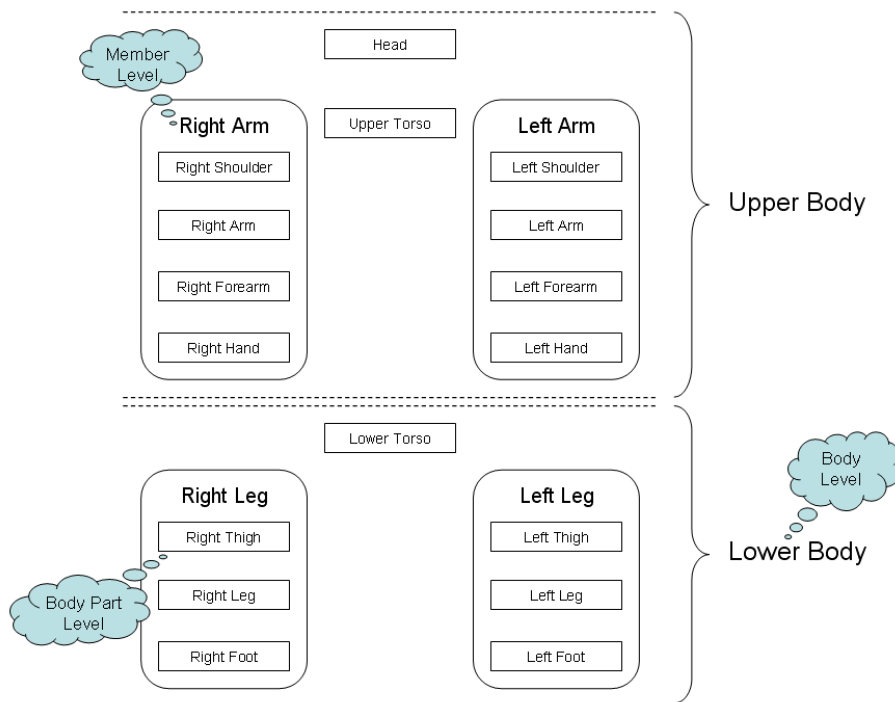 Member
Level
Head
Right Arm
Upper Torso
Left Arm
Right Shoulder
Left Shoulder
Upper Body
Right Arm
Left Arm
Right Forearm
Left Forearm
Right Hand
Left Hand
Lower Torso
Body
Level
Right Leg
Left Leg
Right Thigh
Left Thigh
Lower Body
Body Part
Level
Right Leg
Left Leg
Right Foot
Left Foot